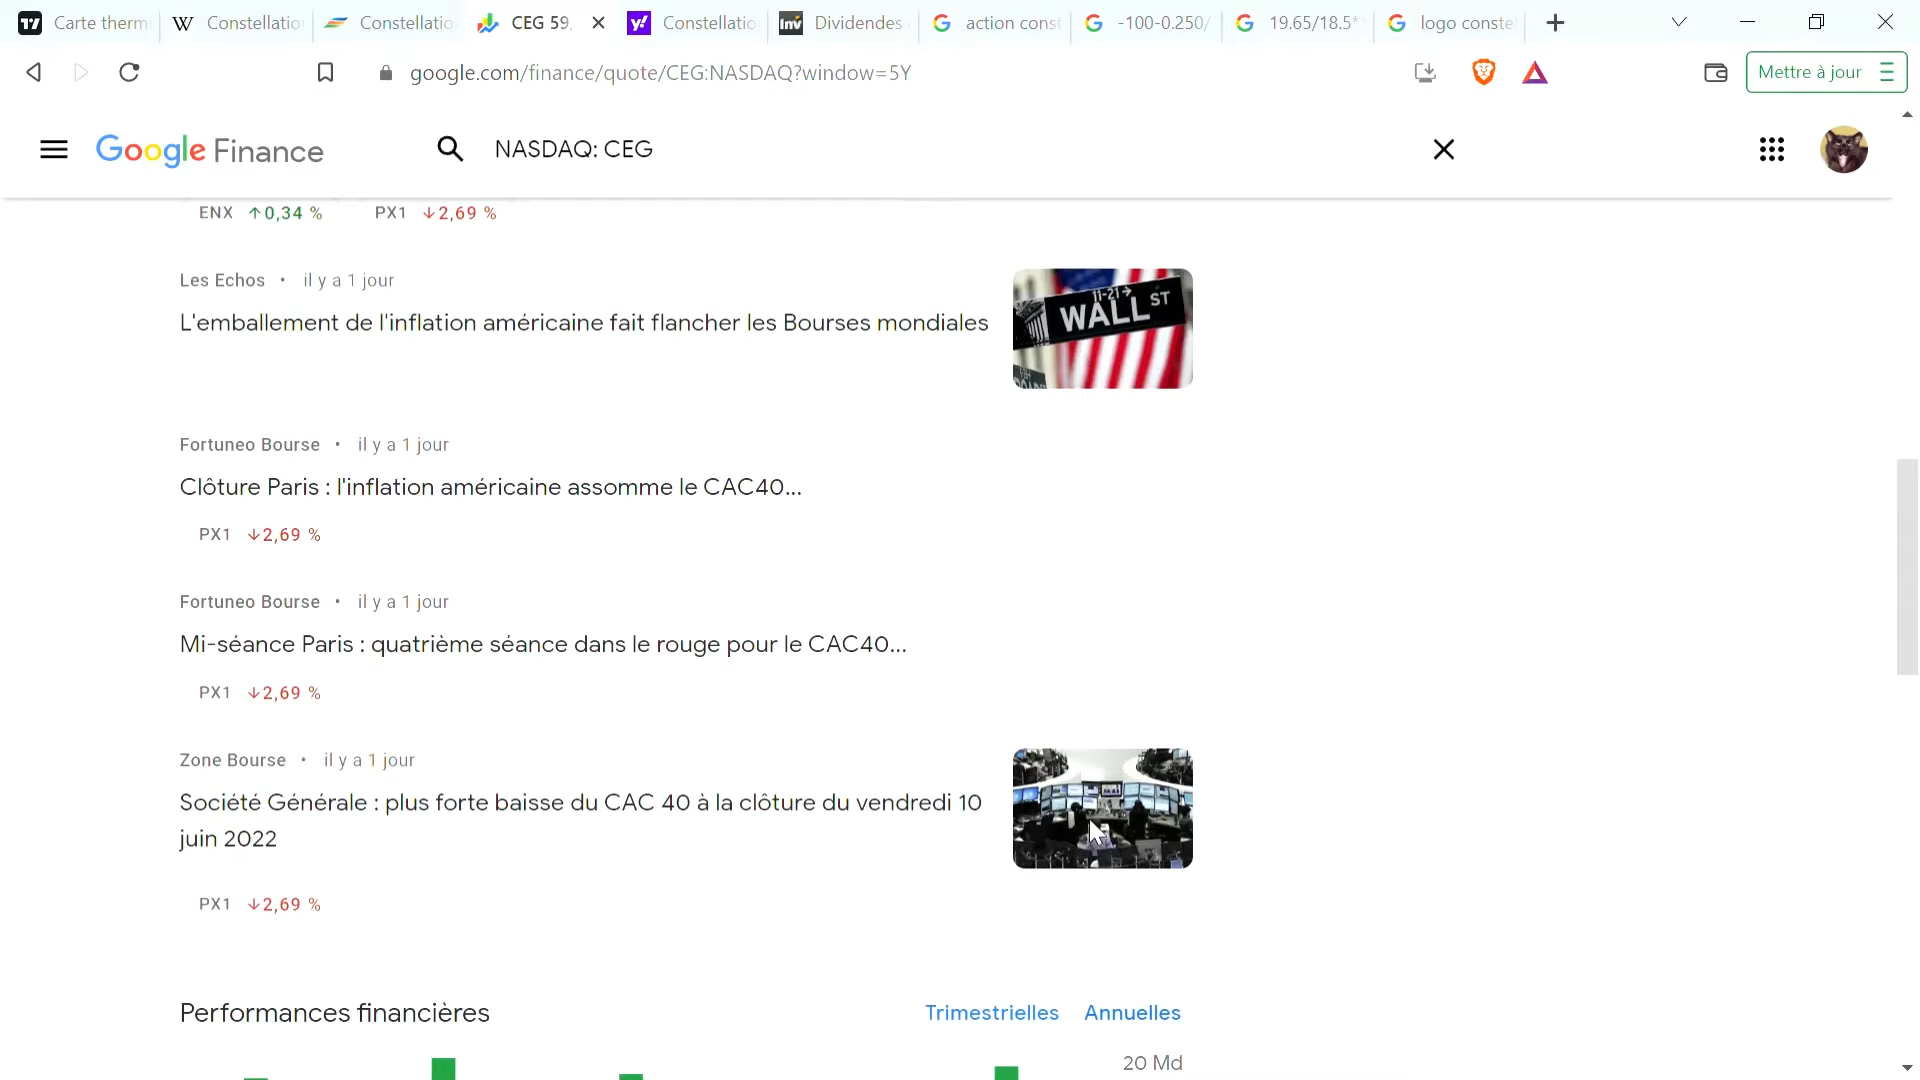 Carte therm
Constellatio
Constellatio
CEG 59,
Constellatio
Dividendes
action const
-100-0.250/
19.65/18.5*
logo conste
google.com/finance/quote/CEG:NASDAQ?window=5Y
Mettre à jour
Google Finance
NASDAQ: CEG
ENX ↑0,34 % PX1 ↓2,69 %
Les Echos • il y a 1 jour
L'emballement de l'inflation américaine fait flancher les Bourses mondiales
11-21→
WALL ST
Fortuneo Bourse • il y a 1 jour
Clôture Paris : l'inflation américaine assomme le CAC40...
PX1 ↓2,69 %
Fortuneo Bourse • il y a 1 jour
Mi-séance Paris : quatrième séance dans le rouge pour le CAC40...
PX1 ↓2,69 %
Zone Bourse • il y a 1 jour
Société Générale : plus forte baisse du CAC 40 à la clôture du vendredi 10
juin 2022
PX1 ↓2,69 %
Performances financières
Trimestrielles Annuelles
20 Md